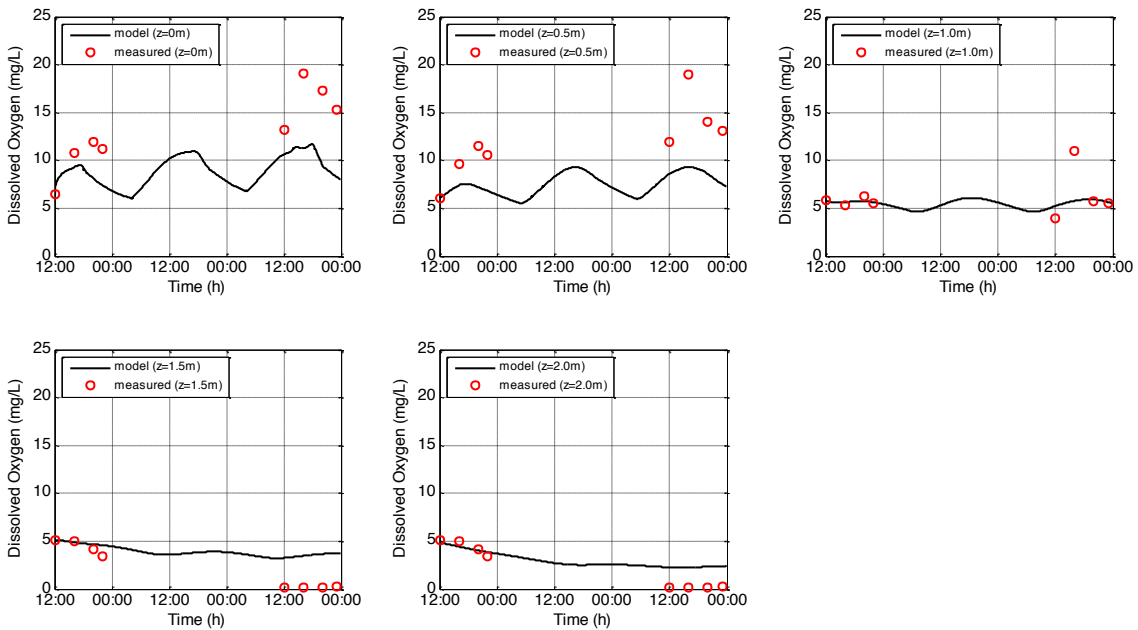 25
20
15
10
5
0
Dissolved Oxygen (mg/L)
model (z=0m)
measured (z=0m)
12:00 00:00 12:00 00:00 12:00 00:00
Time (h)
25
20
15
10
5
0
Dissolved Oxygen (mg/L)
model (z=0.5m)
measured (z=0.5m)
12:00 00:00 12:00 00:00 12:00 00:00
Time (h)
25
20
15
10
5
0
Dissolved Oxygen (mg/L)
model (z=1.0m)
measured (z=1.0m)
12:00 00:00 12:00 00:00 12:00 00:00
Time (h)
25
20
15
10
5
0
Dissolved Oxygen (mg/L)
model (z=1.5m)
measured (z=1.5m)
12:00 00:00 12:00 00:00 12:00 00:00
Time (h)
25
20
15
10
5
0
Dissolved Oxygen (mg/L)
model (z=2.0m)
measured (z=2.0m)
12:00 00:00 12:00 00:00 12:00 00:00
Time (h)